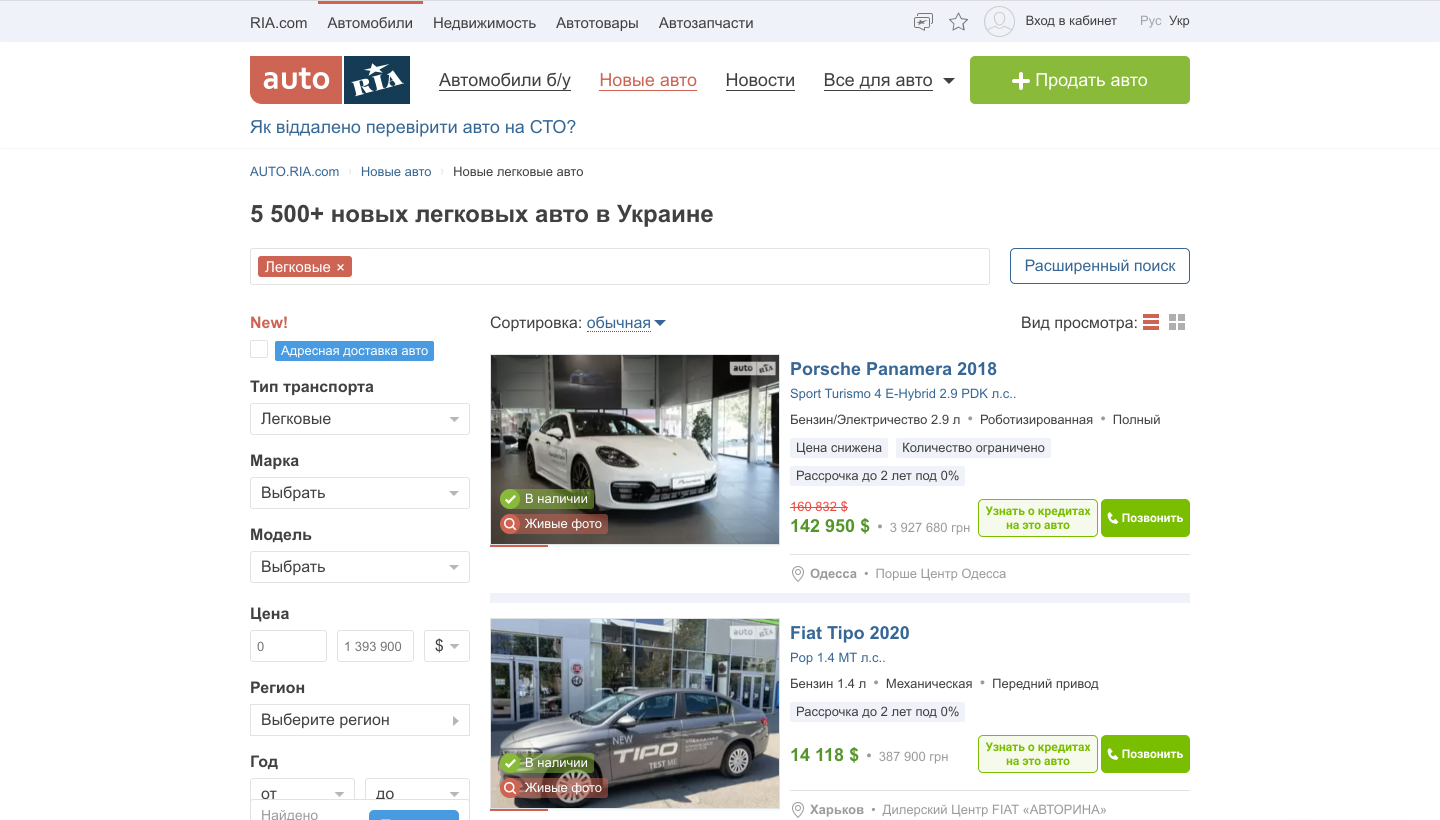 RIA.com Автомобили Недвижимость Автотовары Автозапчасти Вход в кабинет Рус Укр
auto RIA Автомобили б/у Новые авто Новости Все для авто Продать авто
Як віддалено перевірити авто на СТО?
AUTO.RIA.com Новые авто Новые легковые авто
5 500+ новых легковых авто в Украине
Легковые × Расширенный поиск
New!
Адресная доставка авто
Тип транспорта
Легковые
Марка
Выбрать
Модель
Выбрать
Цена
0 1 393 900 $
Регион
Выберите регион
Год
от до
Найдено
Сортировка: обычная Вид просмотра:
auto RIA
В наличии
Живые фото
Porsche Panamera 2018
Sport Turismo 4 E-Hybrid 2.9 PDK л.с..
Бензин/Электричество 2.9 л • Роботизированная • Полный
Цена снижена Количество ограничено
Рассрочка до 2 лет под 0%
160 832 $
142 950 $ • 3 927 680 грн
Узнать о кредитах
на это авто
Позвонить
Одесса • Порше Центр Одесса
auto RIA
NEW
TIPO
TEST ME
В наличии
Живые фото
Fiat Tipo 2020
Pop 1.4 MT л.с..
Бензин 1.4 л • Механическая • Передний привод
Рассрочка до 2 лет под 0%
14 118 $ • 387 900 грн
Узнать о кредитах
на это авто
Позвонить
Харьков • Дилерский Центр FIAT «АВТОРИНА»